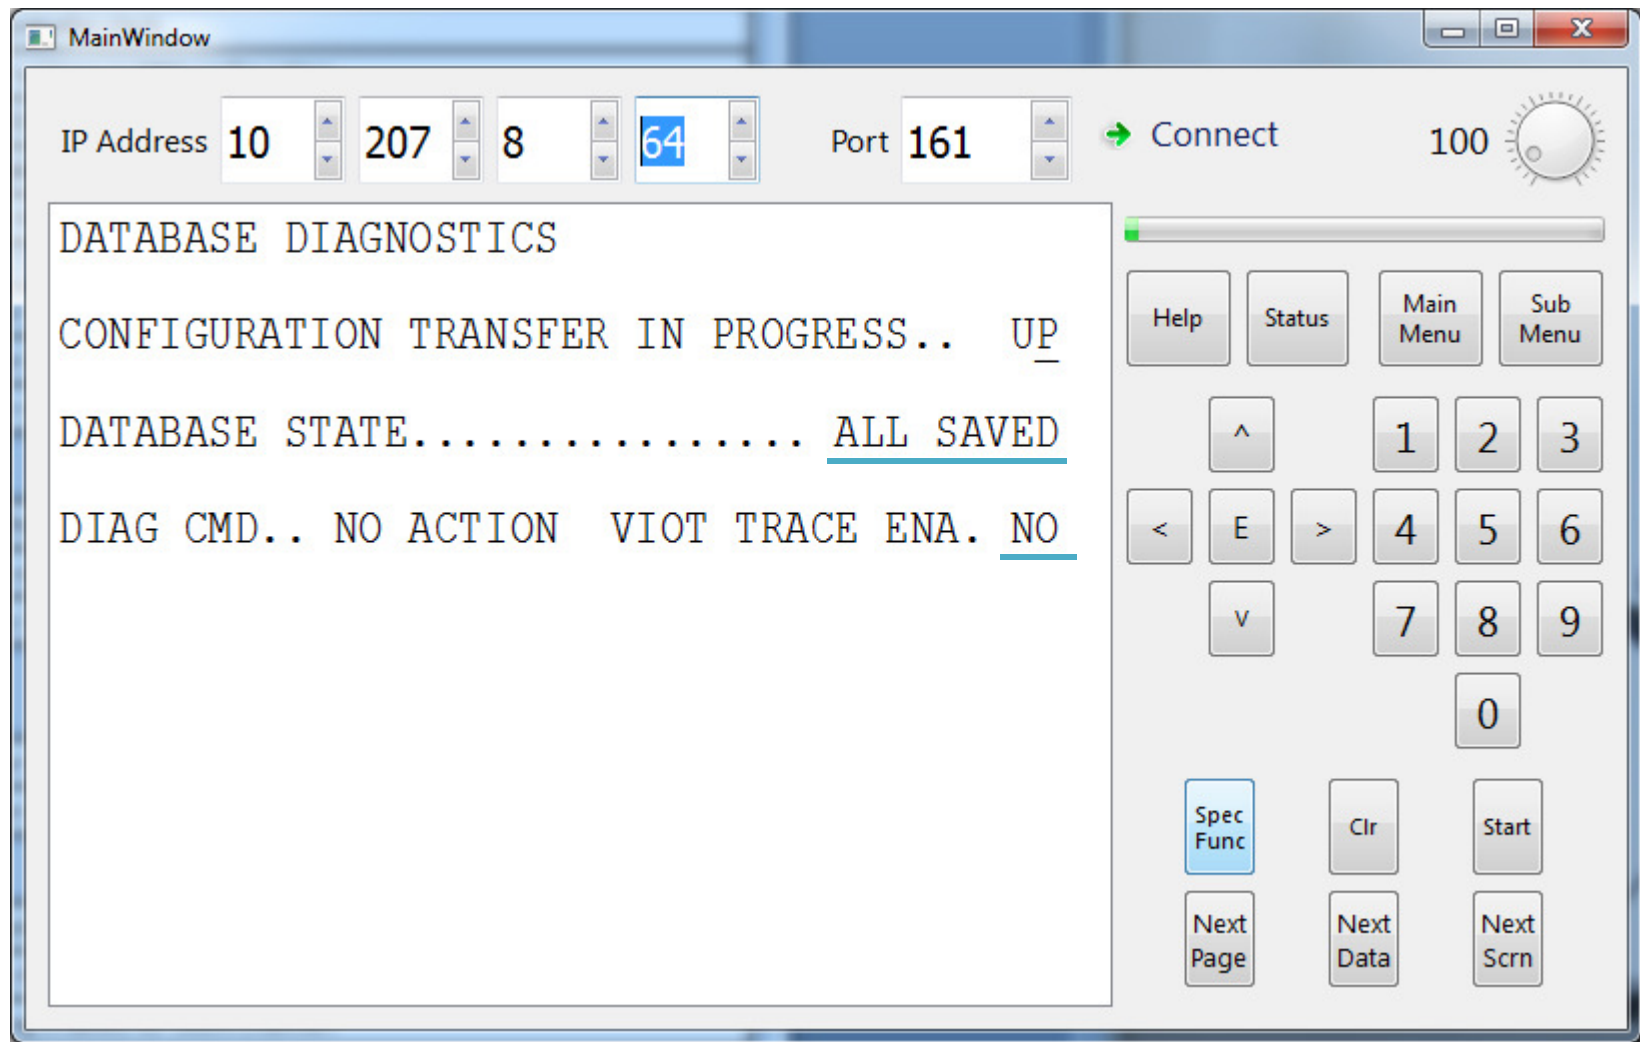 MainWindow
IP Address 10 207 8 64 Port 161 Connect 100
DATABASE DIAGNOSTICS
CONFIGURATION TRANSFER IN PROGRESS.. UP
DATABASE STATE................ ALL SAVED
DIAG CMD.. NO ACTION VIOT TRACE ENA. NO
Help Status Main Menu Sub Menu
^ 1 2 3
< E > 4 5 6
v 7 8 9
0
Spec Func Clr Start
Next Page Next Data Next Scrn